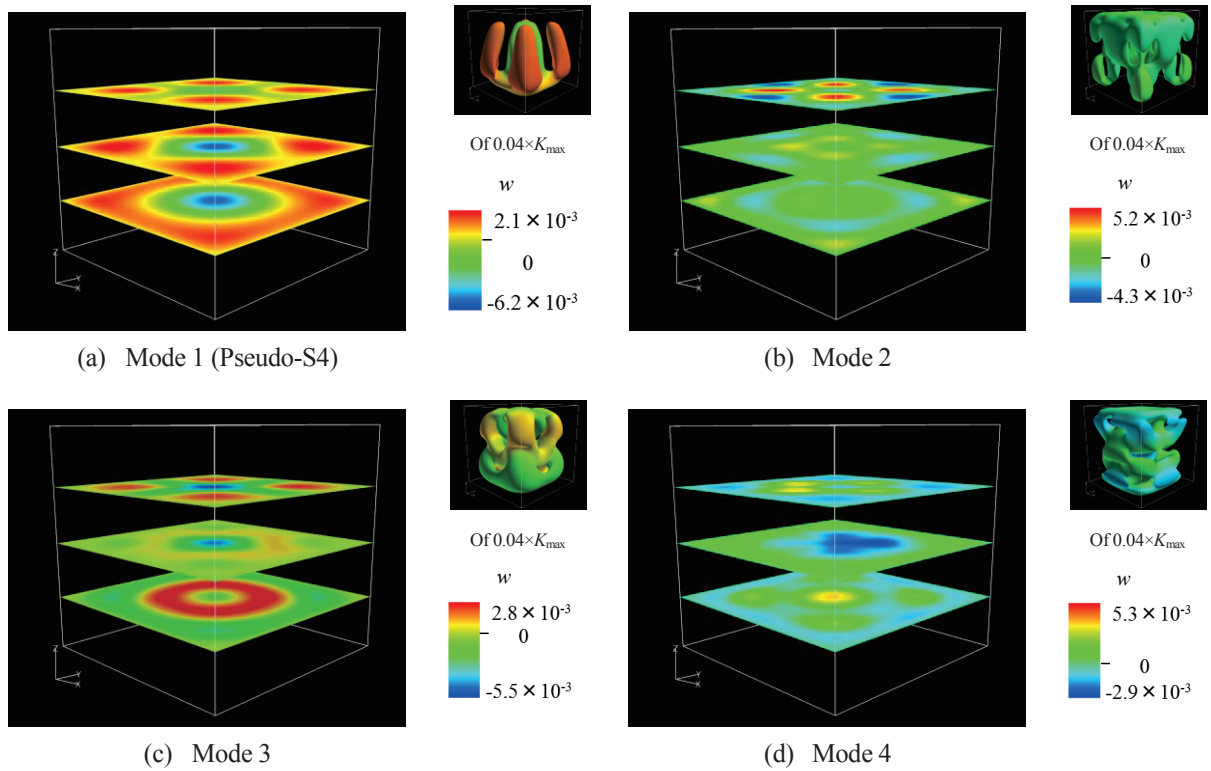 Of 0.04×Kmax
w
2.1 × 10-3
0
-6.2 × 10-3
Z
Y
X
(a) Mode 1 (Pseudo-S4)
Of 0.04×Kmax
w
5.2 × 10-3
0
-4.3 × 10-3
Z
Y
X
(b) Mode 2
Of 0.04×Kmax
w
2.8 × 10-3
0
-5.5 × 10-3
Z
Y
X
(c) Mode 3
Of 0.04×Kmax
w
5.3 × 10-3
0
-2.9 × 10-3
Z
Y
X
(d) Mode 4